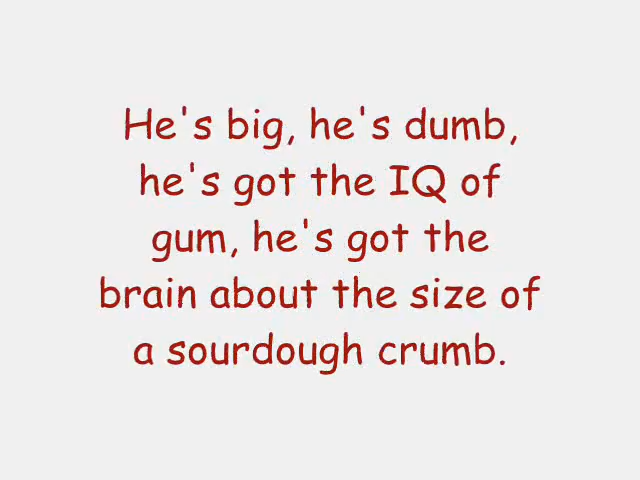 He's big, he's dumb,
he's got the IQ of
gum, he's got the
brain about the size of
a sourdough crumb.